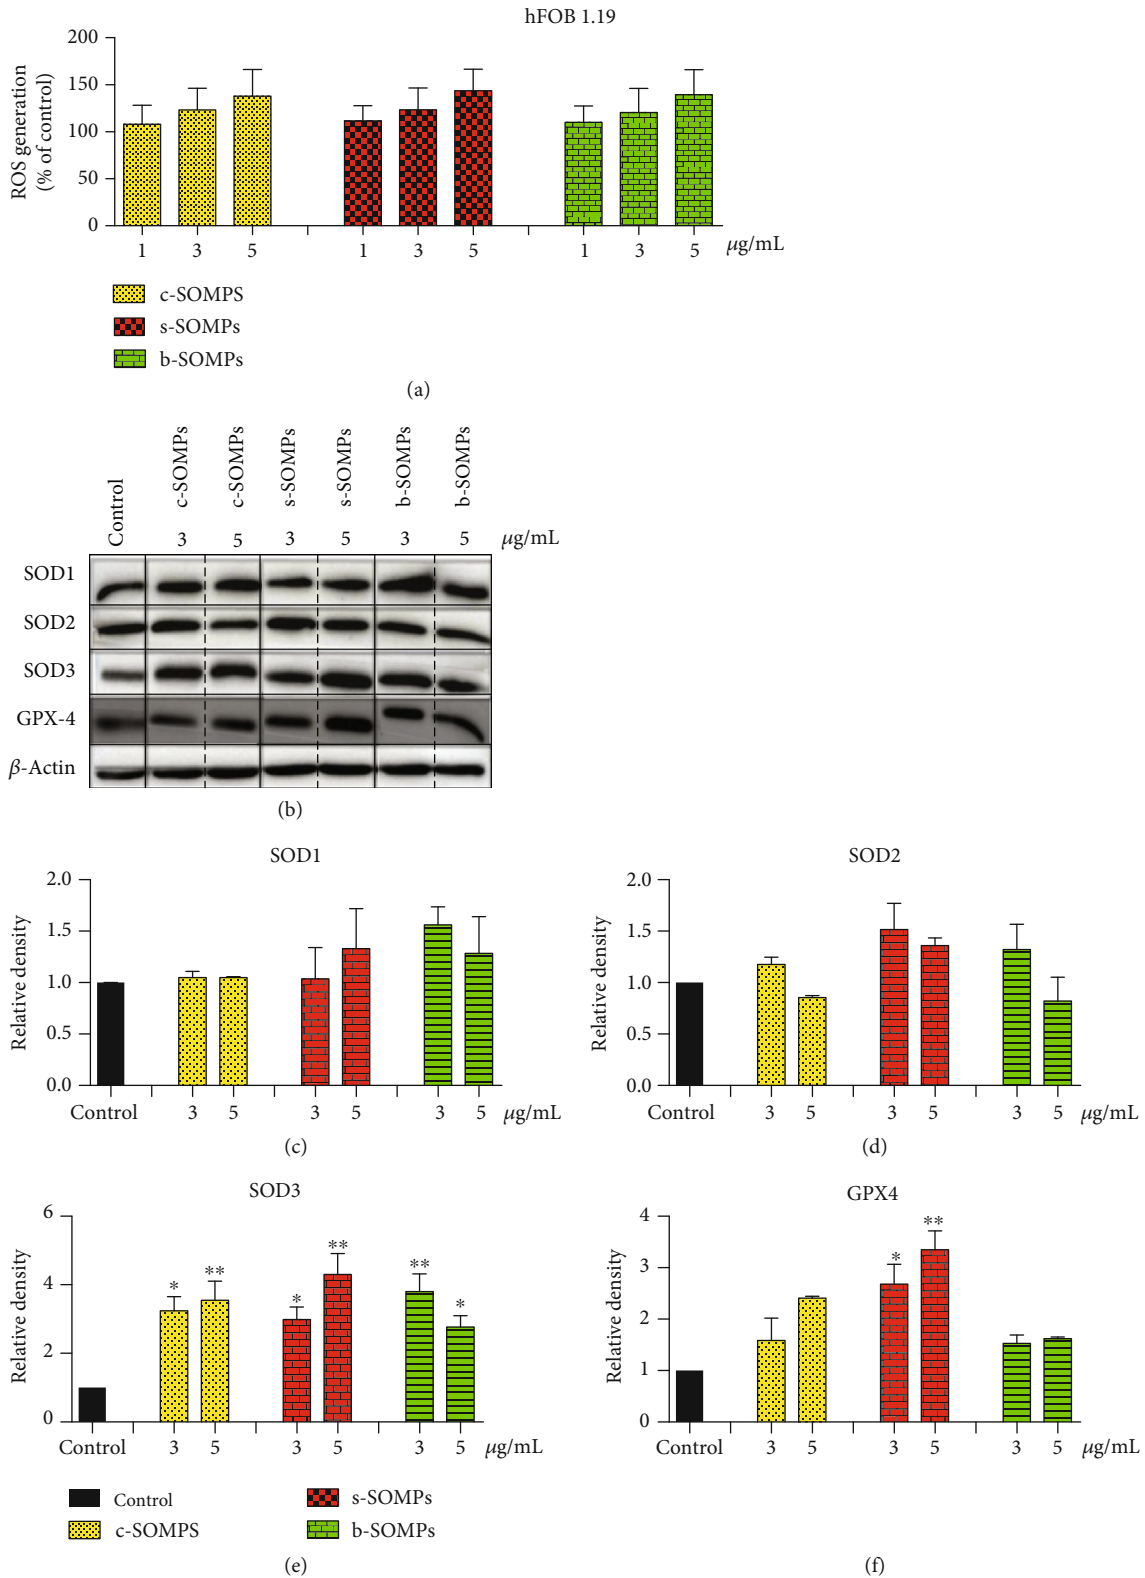 hFOB 1.19
ROS generation
(% of control)
200
150
100
50
0
1 3 5 1 3 5 1 3 5 μg/mL
c-SOMPS
s-SOMPs
b-SOMPs
(a)
Control c-SOMPs c-SOMPs s-SOMPs s-SOMPs b-SOMPs b-SOMPs
3 5 3 5 3 5 μg/mL
SOD1
SOD2
SOD3
GPX-4
β-Actin
(b)
SOD1
Relative density
2.0
1.5
1.0
0.5
0.0
Control 3 5 3 5 3 5 μg/mL
(c)
SOD2
Relative density
2.0
1.5
1.0
0.5
0.0
Control 3 5 3 5 3 5 μg/mL
(d)
SOD3
Relative density
6
4
2
0
* ** * ** ** *
Control 3 5 3 5 3 5 μg/mL
Control
c-SOMPS
s-SOMPs
b-SOMPs
(e)
GPX4
Relative density
4
3
2
1
0
* **
Control 3 5 3 5 3 5 μg/mL
(f)